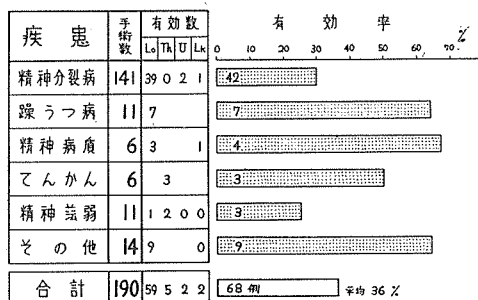 疾患 手術数 有効数 有効率 %
Lo Th U Lk 0 10 20 30 40 50 60 70
精神分裂病 141 39 0 2 1 42
躁うつ病 11 7 7
精神病質 6 3 1 4
てんかん 6 3 3
精神薄弱 11 1 2 0 0 3
その他 14 9 0 9
合計 190 59 5 2 2 68例 平均 36 %